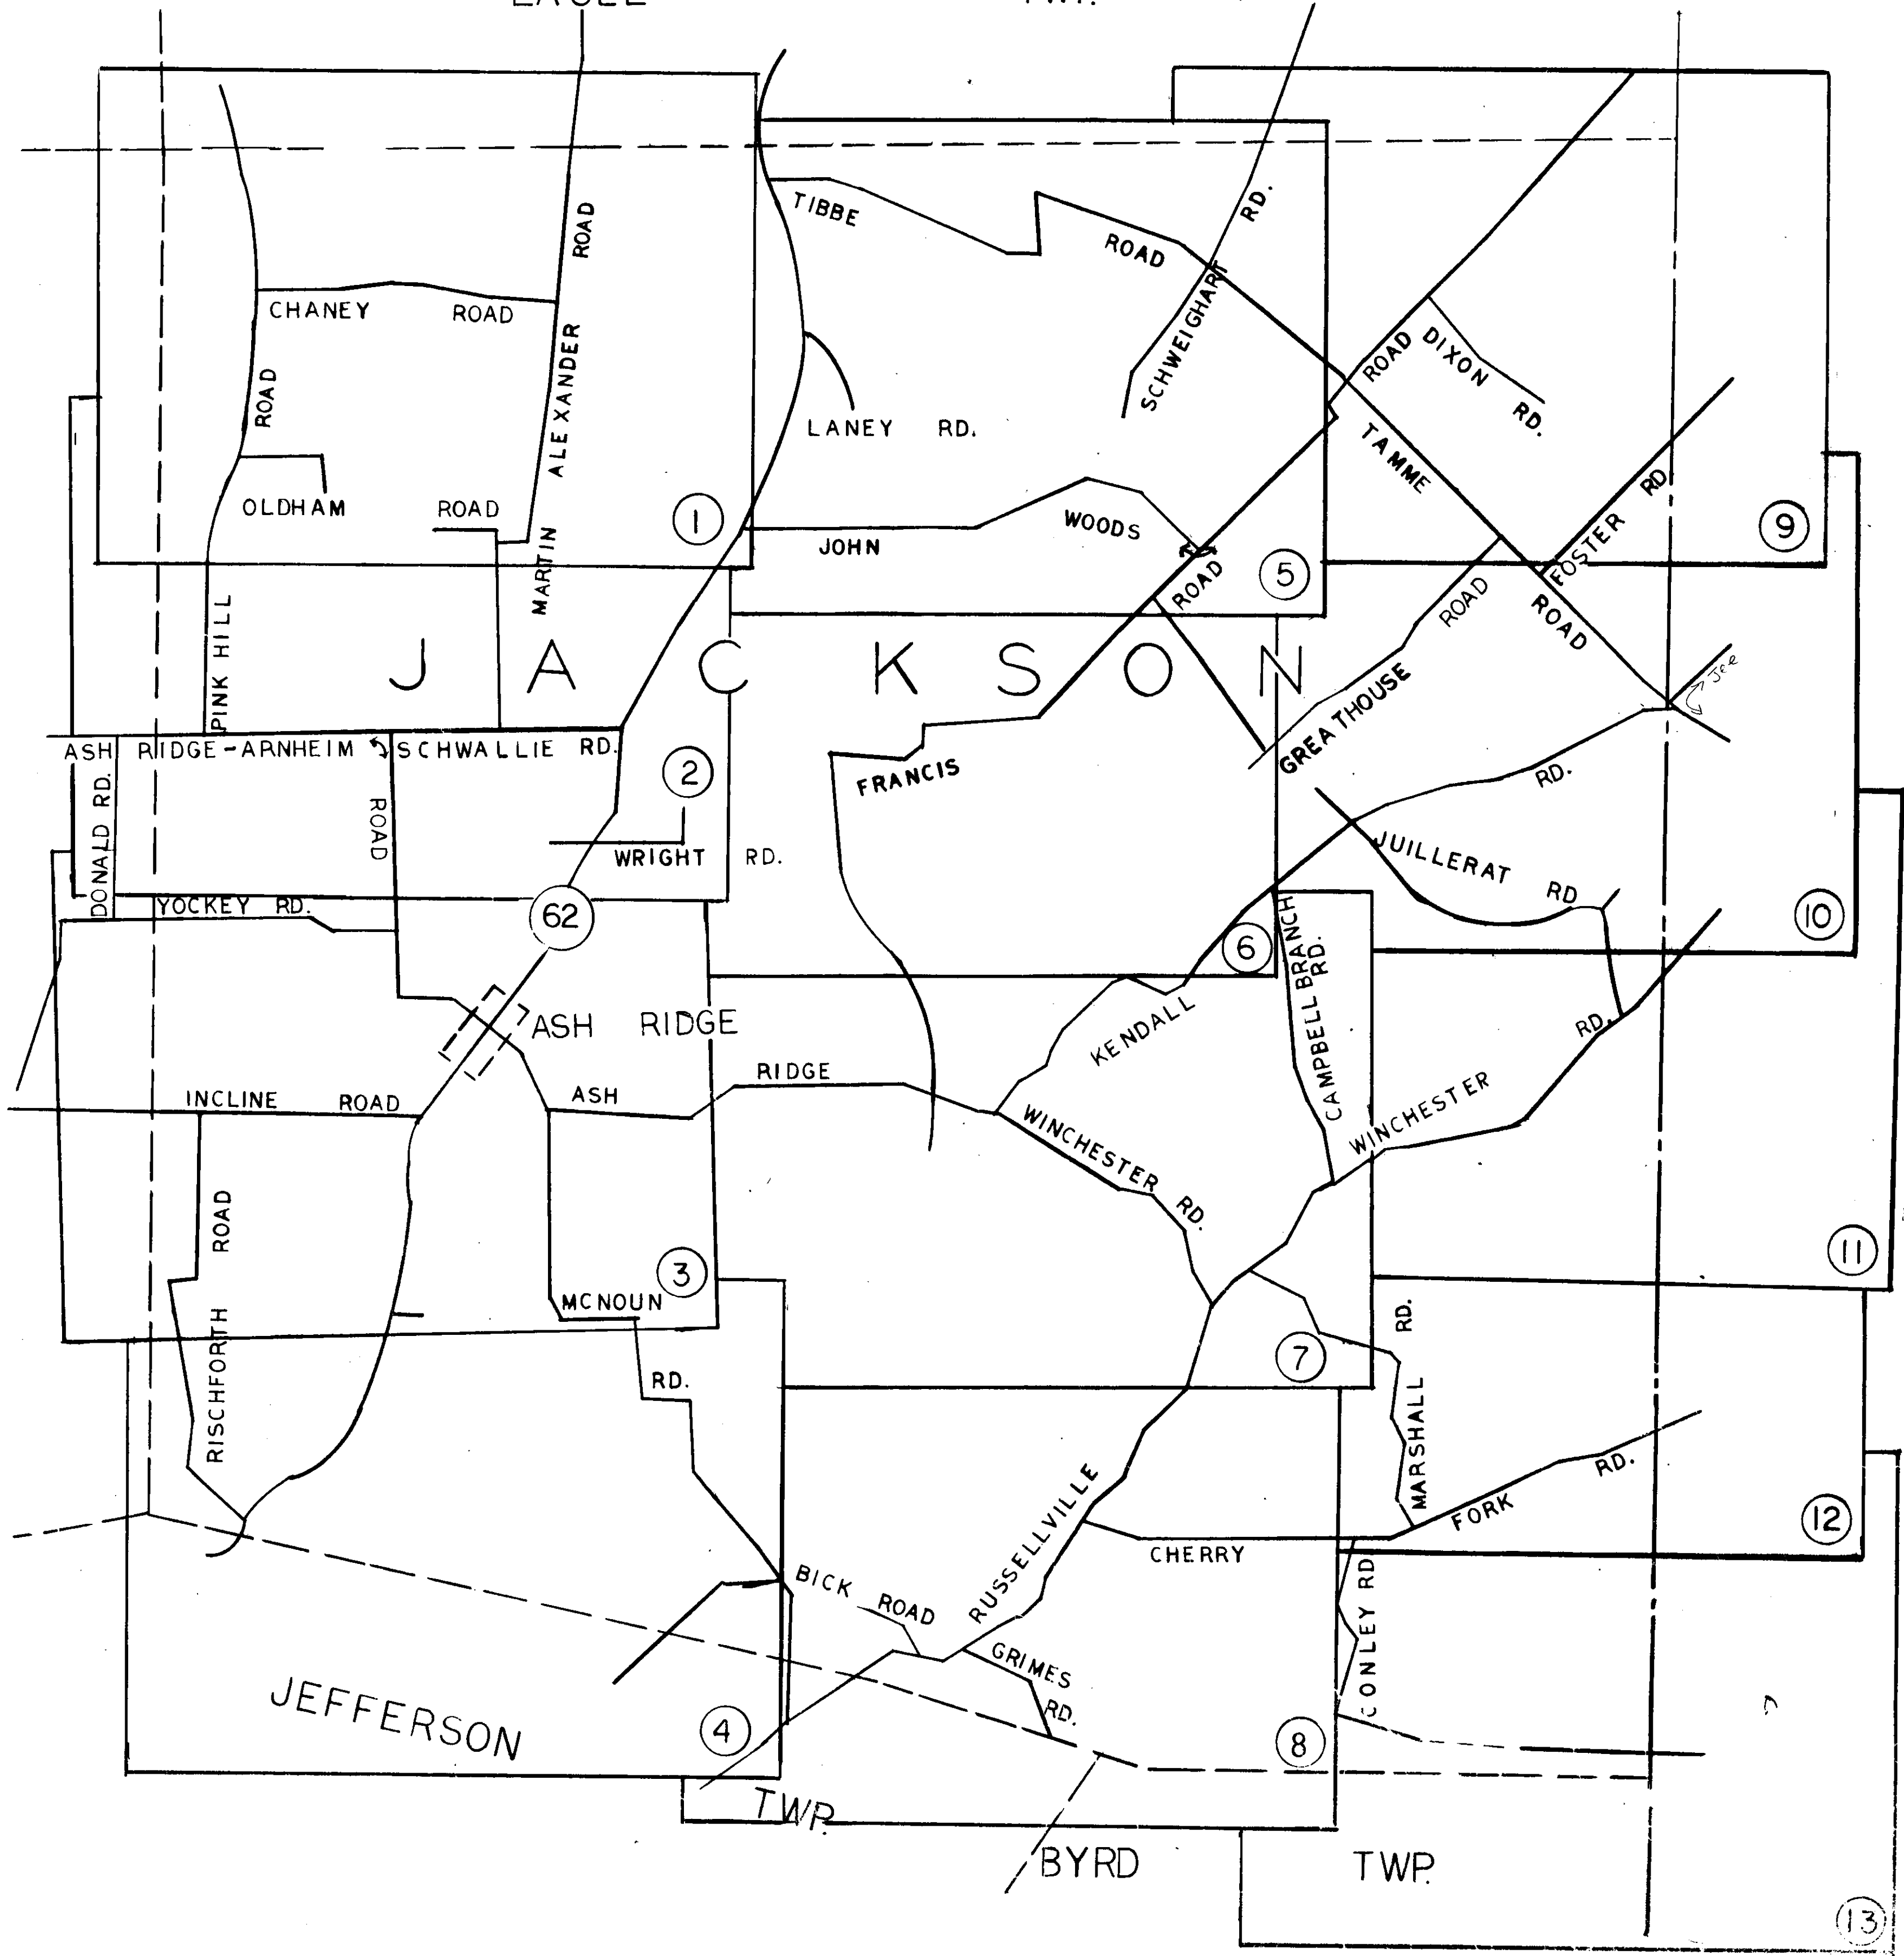 EAGLE TWP.
TIBBE ROAD
SCHWEIGHART RD.
CHANEY ROAD
MARTIN ALEXANDER ROAD
PINK HILL ROAD
OLDHAM ROAD
LANEY RD.
JOHN WOODS ROAD
ROAD
DIXON RD.
TAMME ROAD
FOSTER RD
1
5
9
JACKSON
GREATHOUSE ROAD
ASH RIDGE-ARNHEIM
SCHWALLIE RD.
ROAD
DONALD RD.
2
WRIGHT RD.
FRANCIS
RD.
JUILLERAT RD
YOCKEY RD.
62
6
10
ASH RIDGE
KENDALL
CAMPBELL BRANCH RD.
INCLINE ROAD
ASH RIDGE
WINCHESTER RD.
WINCHESTER RD.
RISCHFORTH ROAD
3
11
MCNOUN RD.
7
MARSHALL RD.
RUSSELLVILLE
CHERRY FORK RD.
12
BICK ROAD
GRIMES RD.
CONLEY RD
JEFFERSON TWP.
4
8
BYRD TWP.
13